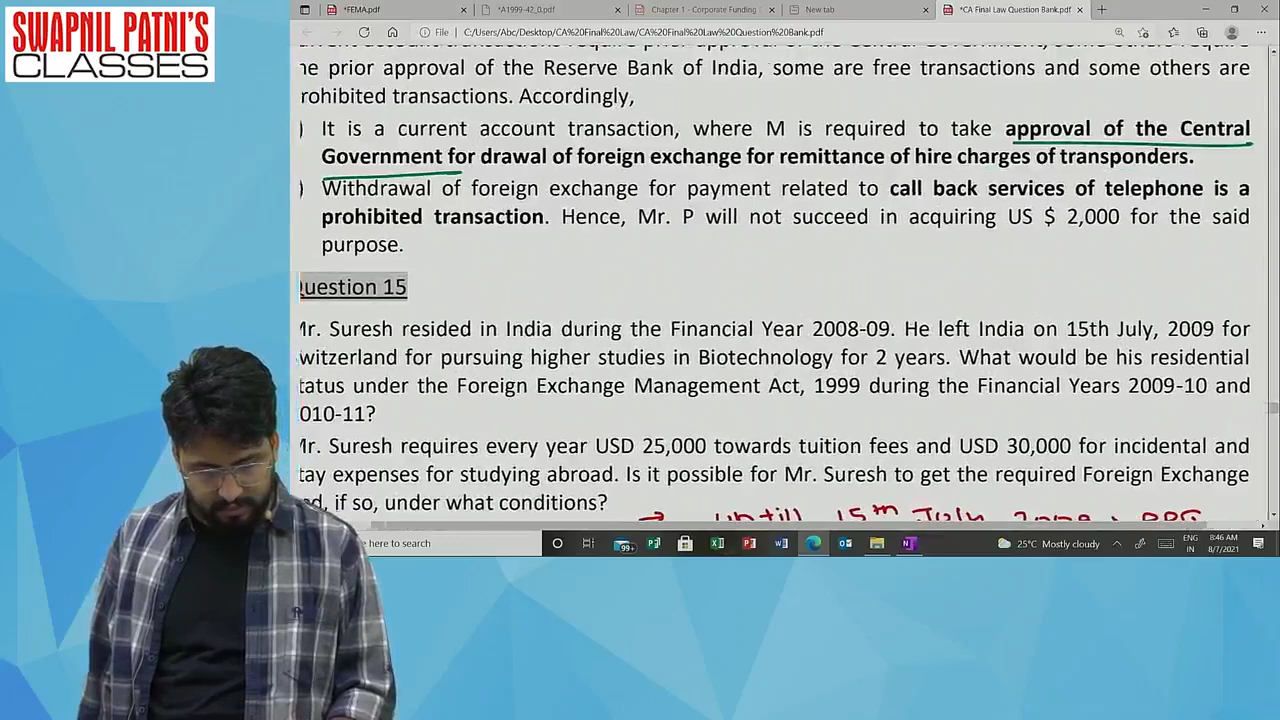 SWAPNIL PATNI'S
CLASSES
*FEMA.pdf
*A1999-42_0.pdf
Chapter 1 - Corporate Funding
New tab
*CA Final Law Question Bank.pdf
File
C:/Users/Abc/Desktop/CA%20Final%20Law/CA%20Final%20Law%20Question%20Bank.pdf
he prior approval of the Reserve Bank of India, some are free transactions and some others are
rohibited transactions. Accordingly,
) It is a current account transaction, where M is required to take approval of the Central
Government for drawal of foreign exchange for remittance of hire charges of transponders.
) Withdrawal of foreign exchange for payment related to call back services of telephone is a
prohibited transaction. Hence, Mr. P will not succeed in acquiring US $ 2,000 for the said
purpose.
uestion 15
Mr. Suresh resided in India during the Financial Year 2008-09. He left India on 15th July, 2009 for
witzerland for pursuing higher studies in Biotechnology for 2 years. What would be his residential
tatus under the Foreign Exchange Management Act, 1999 during the Financial Years 2009-10 and
010-11?
Mr. Suresh requires every year USD 25,000 towards tuition fees and USD 30,000 for incidental and
tay expenses for studying abroad. Is it possible for Mr. Suresh to get the required Foreign Exchange
nd, if so, under what conditions?
→ Untill 15th July
here to search
99+
25°C Mostly cloudy
ENG
IN
8:46 AM
8/7/2021